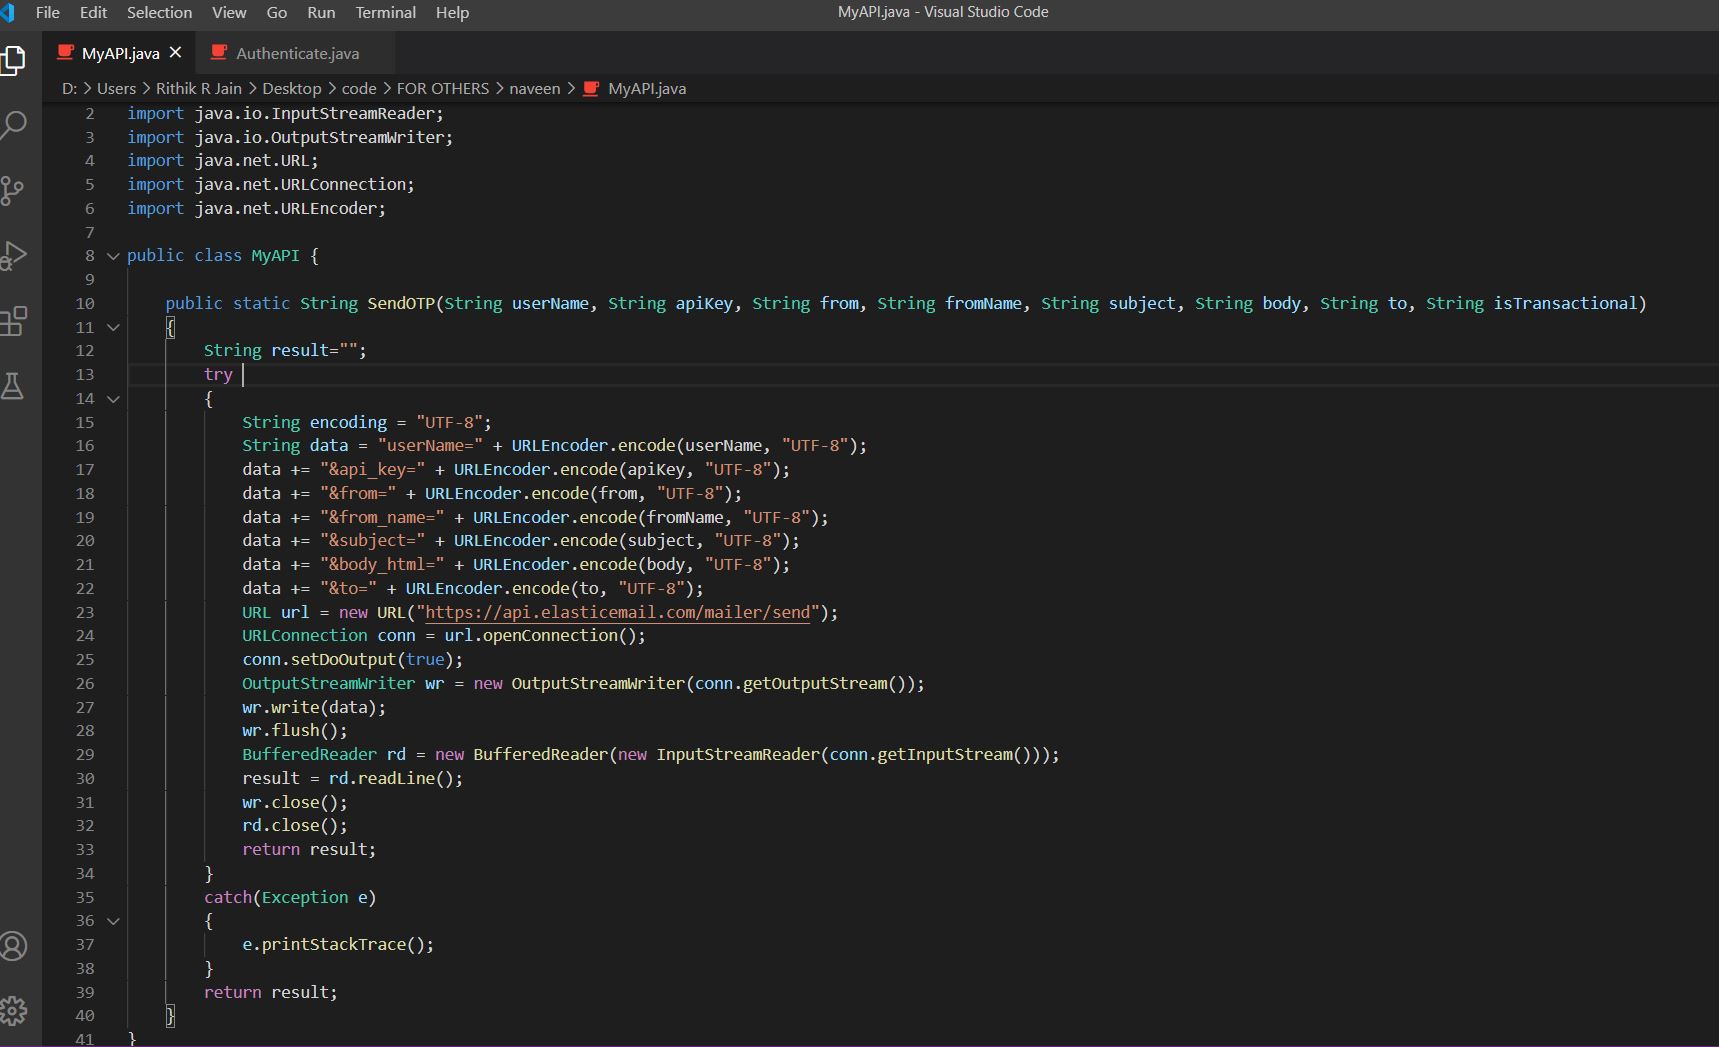 File Edit Selection View Go Run Terminal Help MyAPI.java - Visual Studio Code
MyAPI.java Authenticate.java
D: > Users > Rithik R Jain > Desktop > code > FOR OTHERS > naveen > MyAPI.java
2 import java.io.InputStreamReader;
3 import java.io.OutputStreamWriter;
4 import java.net.URL;
5 import java.net.URLConnection;
6 import java.net.URLEncoder;
7
8 public class MyAPI {
9
10 public static String SendOTP(String userName, String apiKey, String from, String fromName, String subject, String body, String to, String isTransactional)
11 {
12 String result="";
13 try
14 {
15 String encoding = "UTF-8";
16 String data = "userName=" + URLEncoder.encode(userName, "UTF-8");
17 data += "&api_key=" + URLEncoder.encode(apiKey, "UTF-8");
18 data += "&from=" + URLEncoder.encode(from, "UTF-8");
19 data += "&from_name=" + URLEncoder.encode(fromName, "UTF-8");
20 data += "&subject=" + URLEncoder.encode(subject, "UTF-8");
21 data += "&body_html=" + URLEncoder.encode(body, "UTF-8");
22 data += "&to=" + URLEncoder.encode(to, "UTF-8");
23 URL url = new URL("https://api.elasticemail.com/mailer/send");
24 URLConnection conn = url.openConnection();
25 conn.setDoOutput(true);
26 OutputStreamWriter wr = new OutputStreamWriter(conn.getOutputStream());
27 wr.write(data);
28 wr.flush();
29 BufferedReader rd = new BufferedReader(new InputStreamReader(conn.getInputStream()));
30 result = rd.readLine();
31 wr.close();
32 rd.close();
33 return result;
34 }
35 catch(Exception e)
36 {
37 e.printStackTrace();
38 }
39 return result;
40 }
41 }